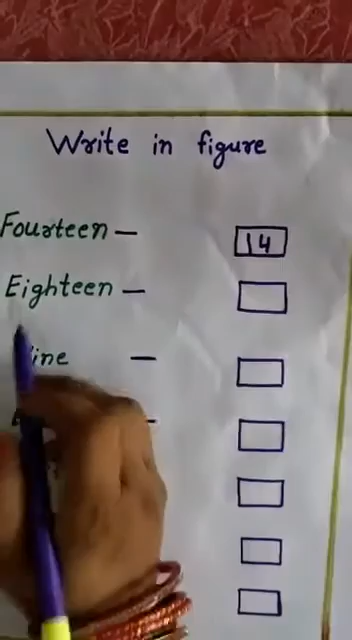 Write in figure
Fourteen — 14
Eighteen —
—
—